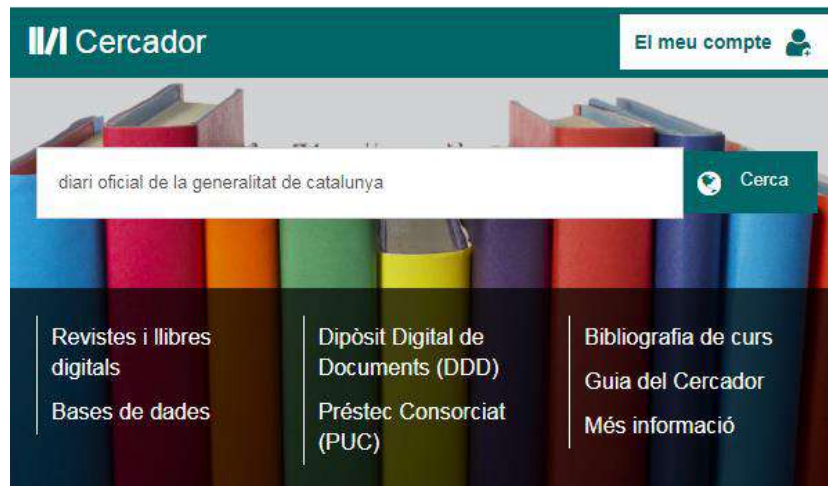 Cercador
El meu compte
diari oficial de la generalitat de catalunya
Cerca
Revistes i llibres
digitals
Bases de dades
Dipòsit Digital de
Documents (DDD)
Préstec Consorciat
(PUC)
Bibliografia de curs
Guia del Cercador
Més informació